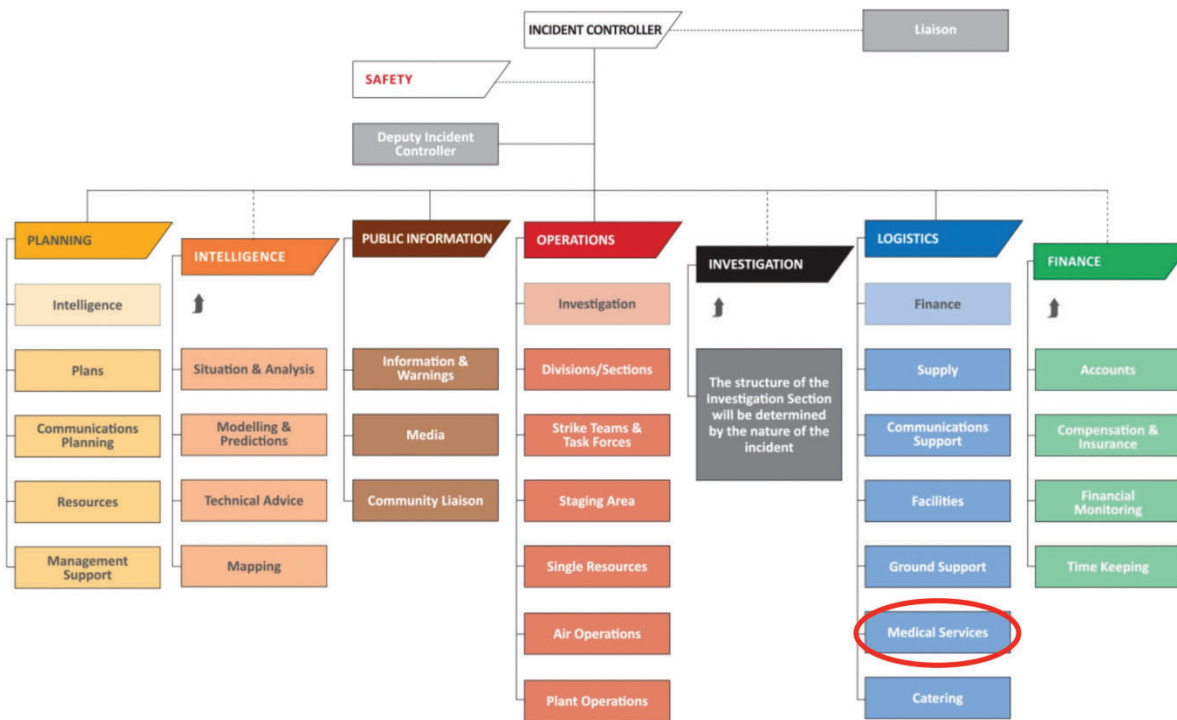 INCIDENT CONTROLLER
Liaison
SAFETY
Deputy Incident
Controller
PLANNING
Intelligence
Plans
Communications
Planning
Resources
Management
Support
INTELLIGENCE
Situation & Analysis
Modelling &
Predictions
Technical Advice
Mapping
PUBLIC INFORMATION
Information &
Warnings
Media
Community Liaison
OPERATIONS
Investigation
Divisions/Sections
Strike Teams &
Task Forces
Staging Area
Single Resources
Air Operations
Plant Operations
INVESTIGATION
The structure of the
Investigation Section
will be determined
by the nature of the
incident
LOGISTICS
Finance
Supply
Communications
Support
Facilities
Ground Support
Medical Services
Catering
FINANCE
Accounts
Compensation &
Insurance
Financial
Monitoring
Time Keeping